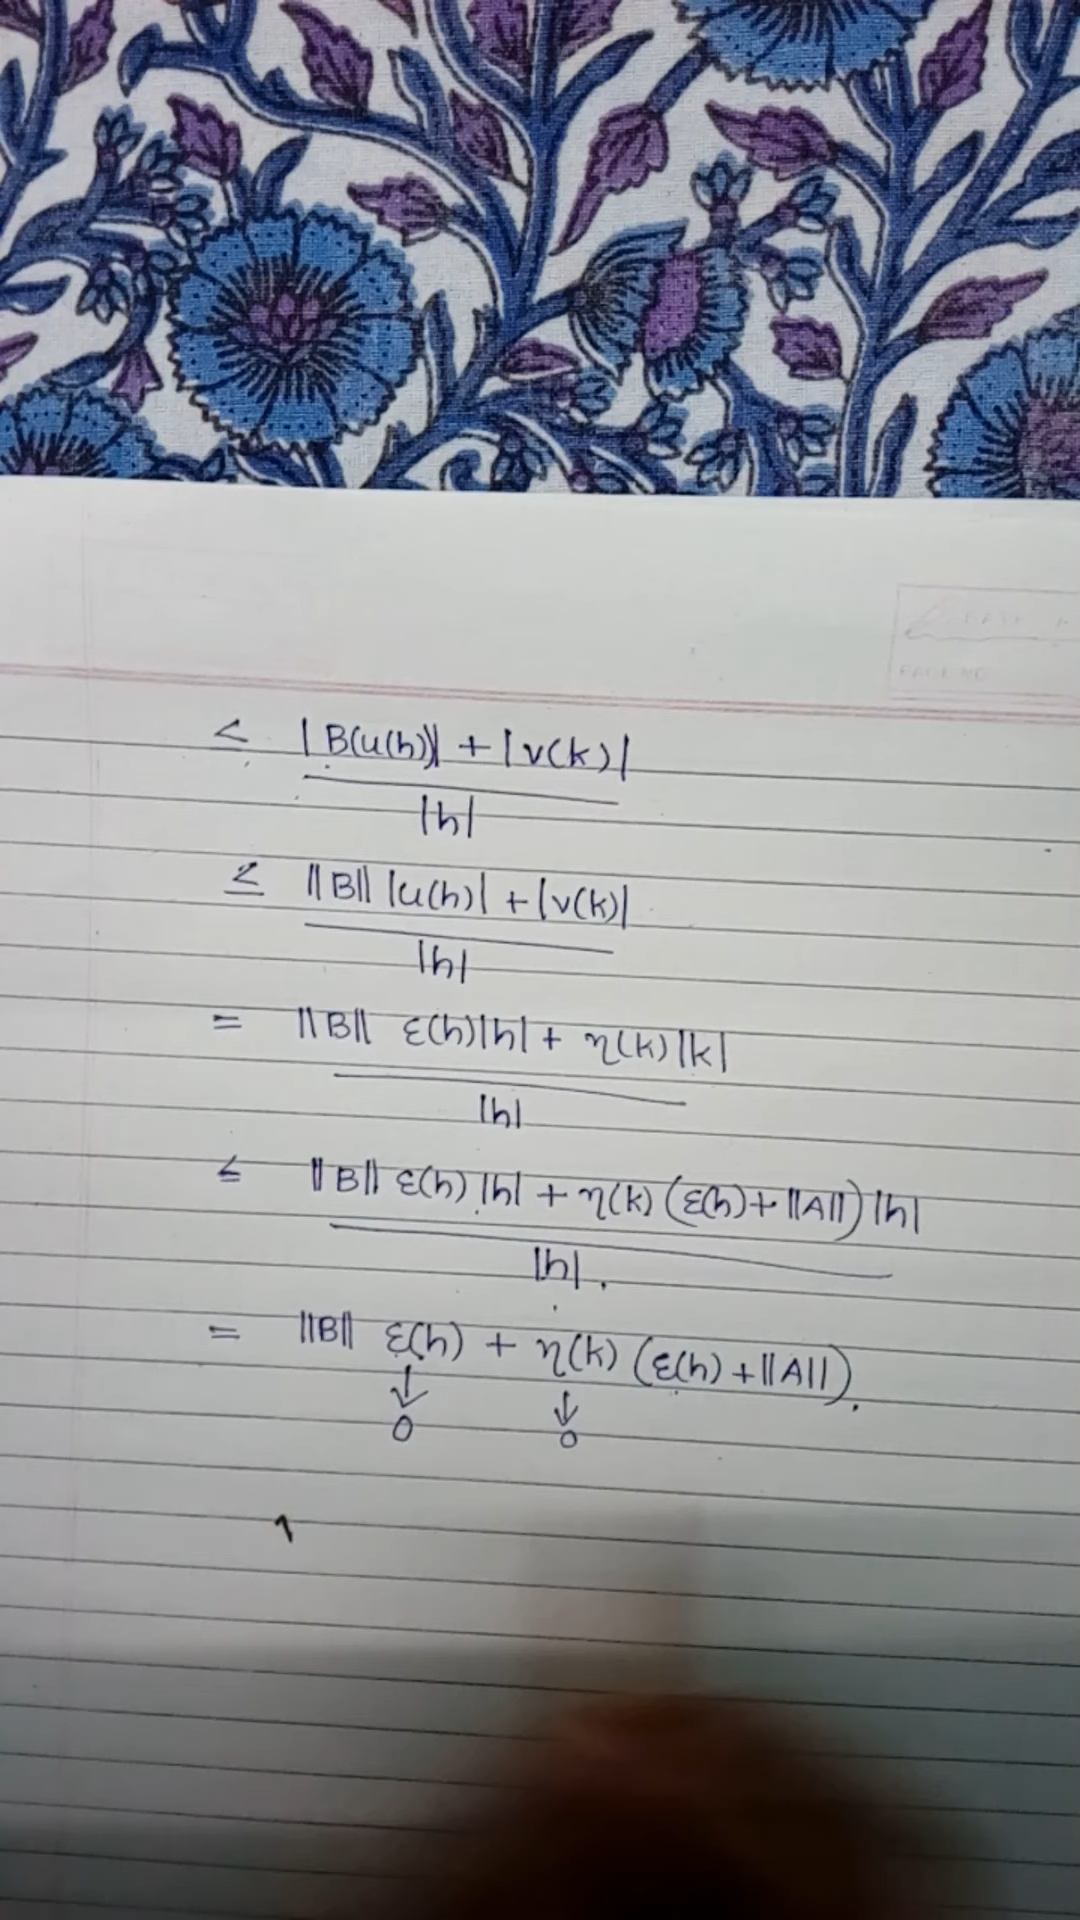 ≤ |B(u(h))| + |v(k)|
|h|
≤ ||B|| |u(h)| + |v(k)|
|h|
= ||B|| ε(h)|h| + η(k)|k|
|h|
≤ ||B|| ε(h)|h| + η(k)(ε(h)+||A||)|h|
|h|.
= ||B|| ε(h) + η(k)(ε(h)+||A||).
↓ ↓
0 0